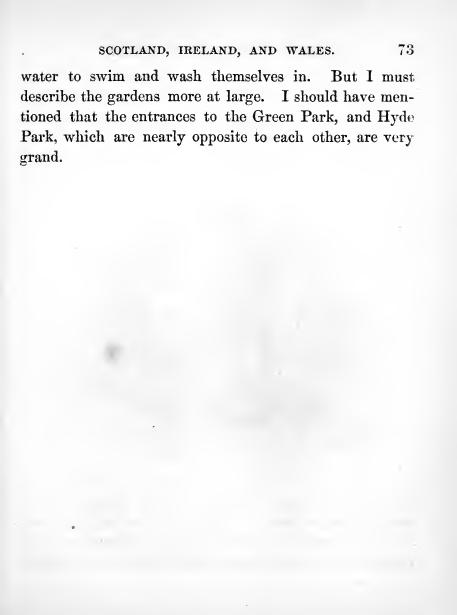 SCOTLAND, IRELAND, AND WALES. 73
water to swim and wash themselves in. But I must
describe the gardens more at large. I should have men-
tioned that the entrances to the Green Park, and Hyde
Park, which are nearly opposite to each other, are very
grand.